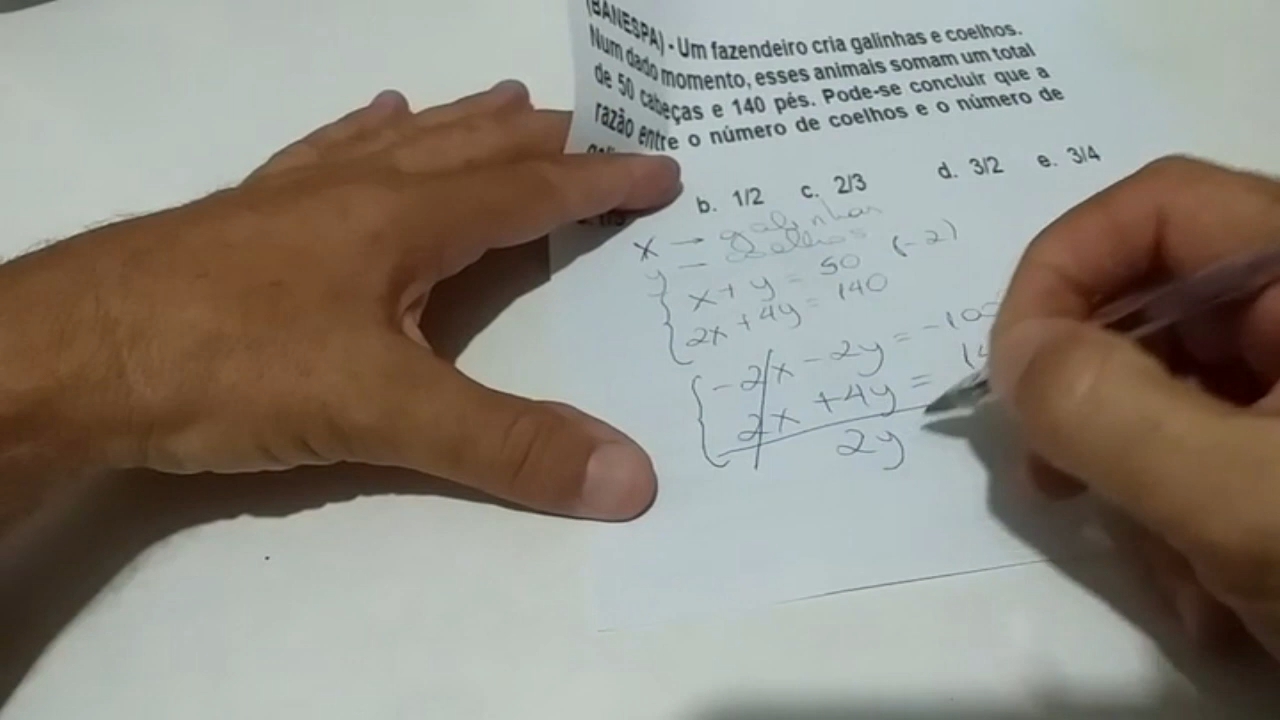 (BANESPA) - Um fazendeiro cria galinhas e coelhos.
Num dado momento, esses animais somam um total
de 50 cabeças e 140 pés. Pode-se concluir que a
razão entre o número de coelhos e o número de
b. 1/2 c. 2/3 d. 3/2 e. 3/4
x → galinhas
y — coelhos
x + y = 50 (-2)
2x + 4y = 140
-2x - 2y = -100
2x + 4y = 14
2y